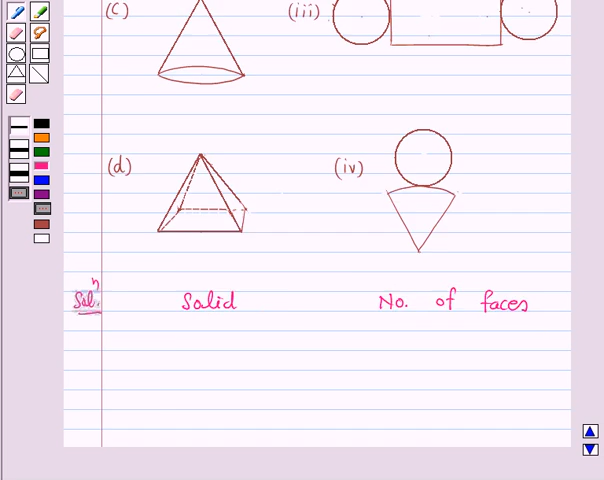 (c) (iii)
(d) (iv)
Solⁿ. Solid No. of faces